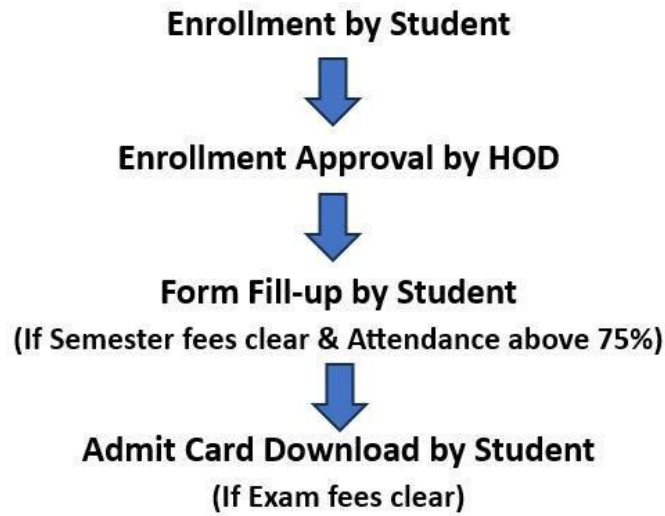 Enrollment by Student
Enrollment Approval by HOD
Form Fill-up by Student
(If Semester fees clear & Attendance above 75%)
Admit Card Download by Student
(If Exam fees clear)